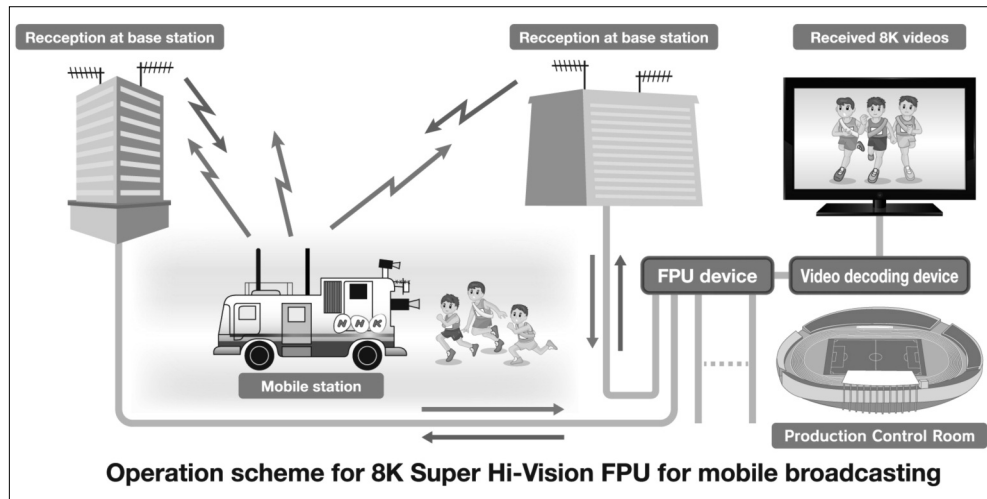 Recception at base station
Recception at base station
Received 8K videos
FPU device
Video decoding device
NHK
Mobile station
Production Control Room
Operation scheme for 8K Super Hi-Vision FPU for mobile broadcasting